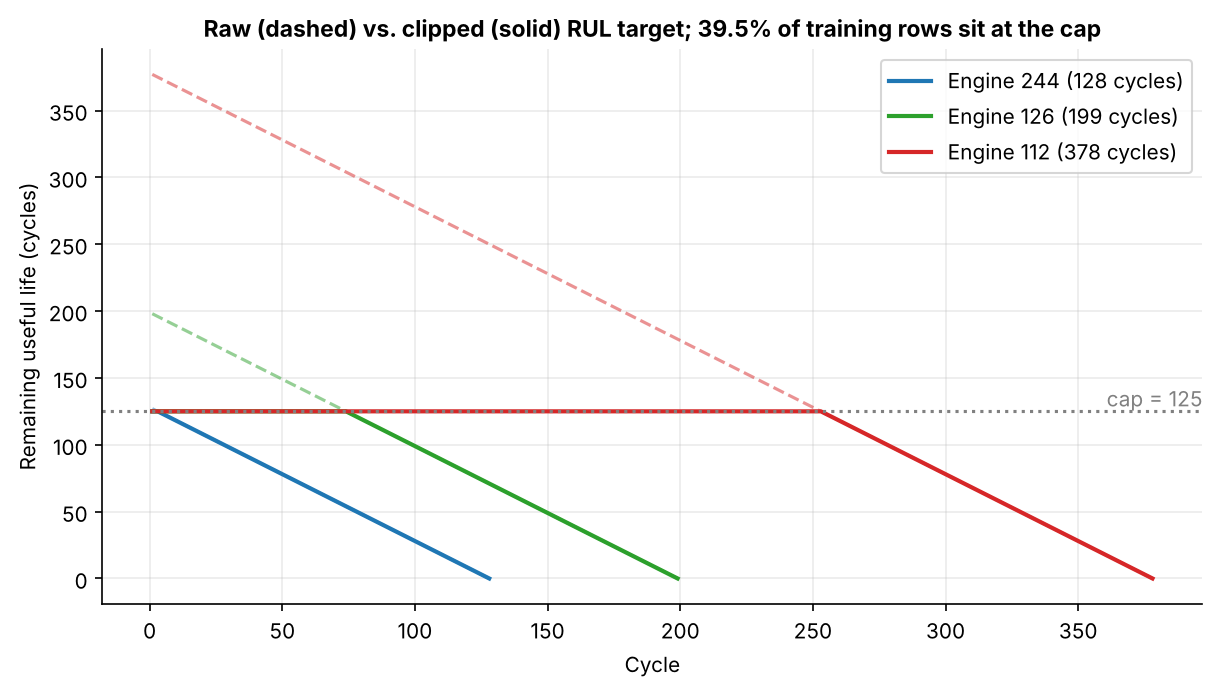 Raw (dashed) vs. clipped (solid) RUL target; 39.5% of training rows sit at the cap
Engine 244 (128 cycles)
Engine 126 (199 cycles)
Engine 112 (378 cycles)
Remaining useful life (cycles)
350
300
250
200
150
100
50
0
cap = 125
0 50 100 150 200 250 300 350
Cycle